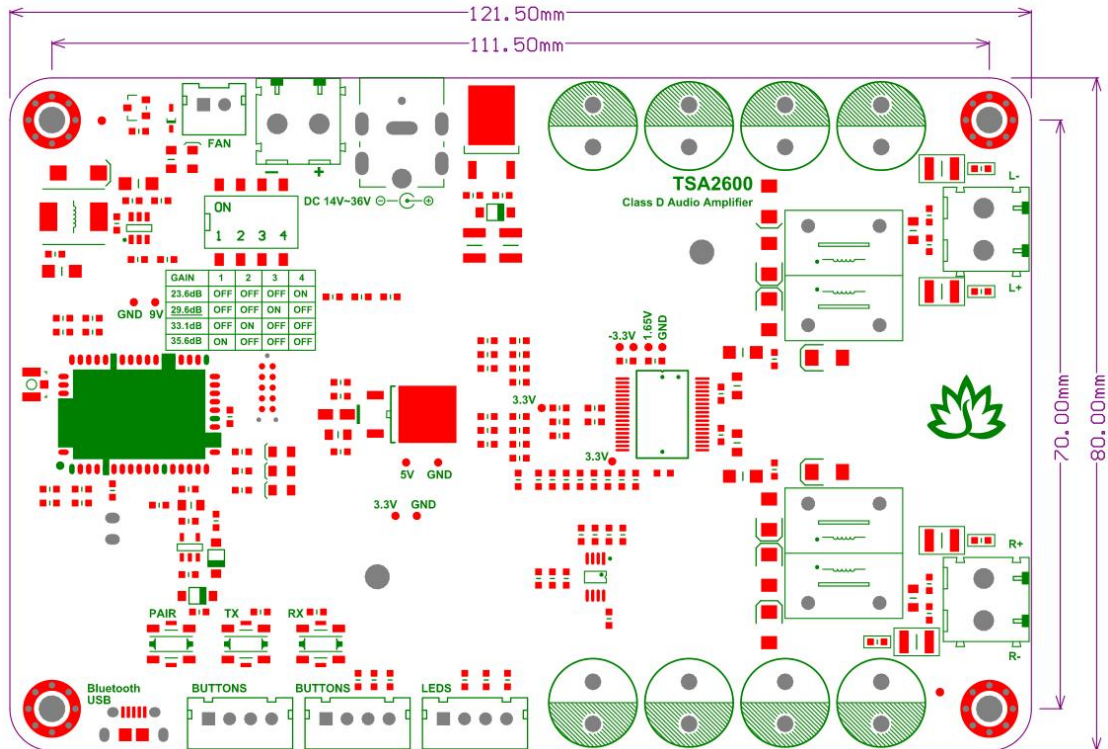 121.50mm
111.50mm
FAN
− +
DC 14V~36V ⊖ ⊕
TSA2600
Class D Audio Amplifier
L-
L+
ON
1 2 3 4
GAIN 1 2 3 4
23.6dB OFF OFF OFF ON
29.6dB OFF OFF ON OFF
33.1dB OFF ON OFF OFF
35.6dB ON OFF OFF OFF
GND 9V
-3.3V
1.65V
GND
3.3V
3.3V
5V GND
3.3V GND
70.00mm
80.00mm
R+
R-
PAIR TX RX
Bluetooth
USB
BUTTONS BUTTONS LEDS